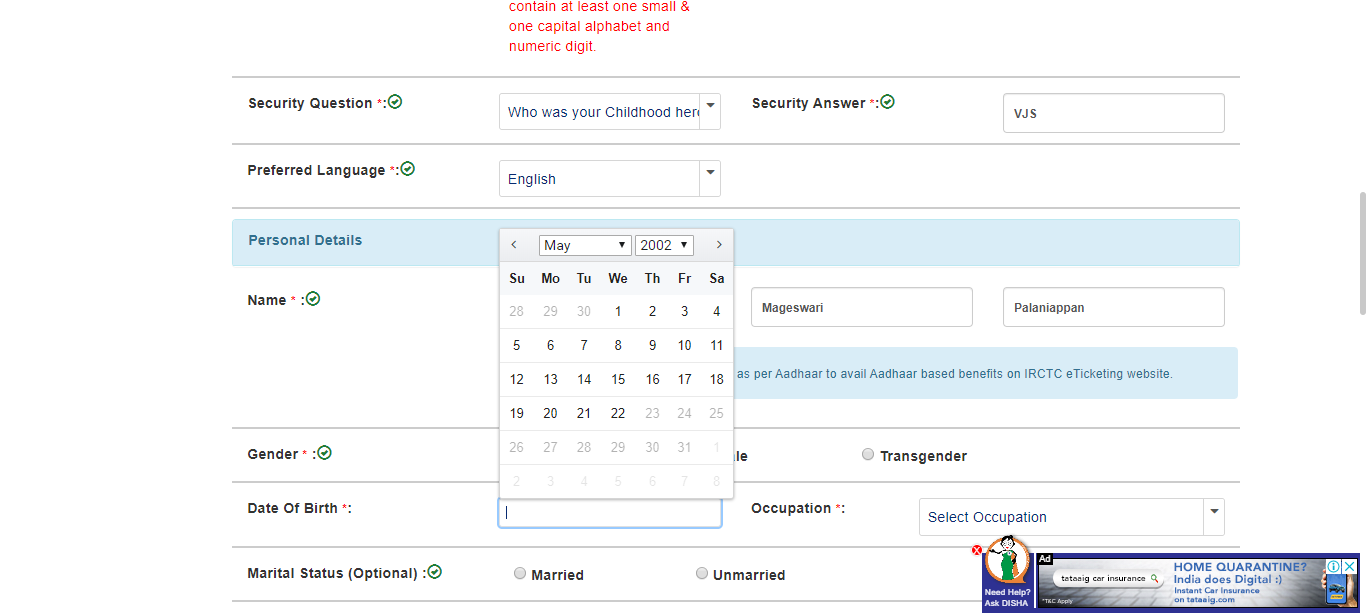 contain at least one small &
one capital alphabet and
numeric digit.
Security Question *:
Who was your Childhood hero
Security Answer *:
VJS
Preferred Language *:
English
Personal Details
May 2002
Su Mo Tu We Th Fr Sa
28 29 30 1 2 3 4
5 6 7 8 9 10 11
12 13 14 15 16 17 18
19 20 21 22 23 24 25
26 27 28 29 30 31 1
2 3 4 5 6 7 8
Name * :
Mageswari
Palaniappan
as per Aadhaar to avail Aadhaar based benefits on IRCTC eTicketing website.
Gender * :
le
Transgender
Date Of Birth *:
Occupation *:
Select Occupation
Marital Status (Optional) :
Married
Unmarried
X
Need Help?
Ask DISHA
Ad
tataaig car insurance
*T&C Apply
HOME QUARANTINE?
India does Digital :)
Instant Car Insurance
on tataaig.com